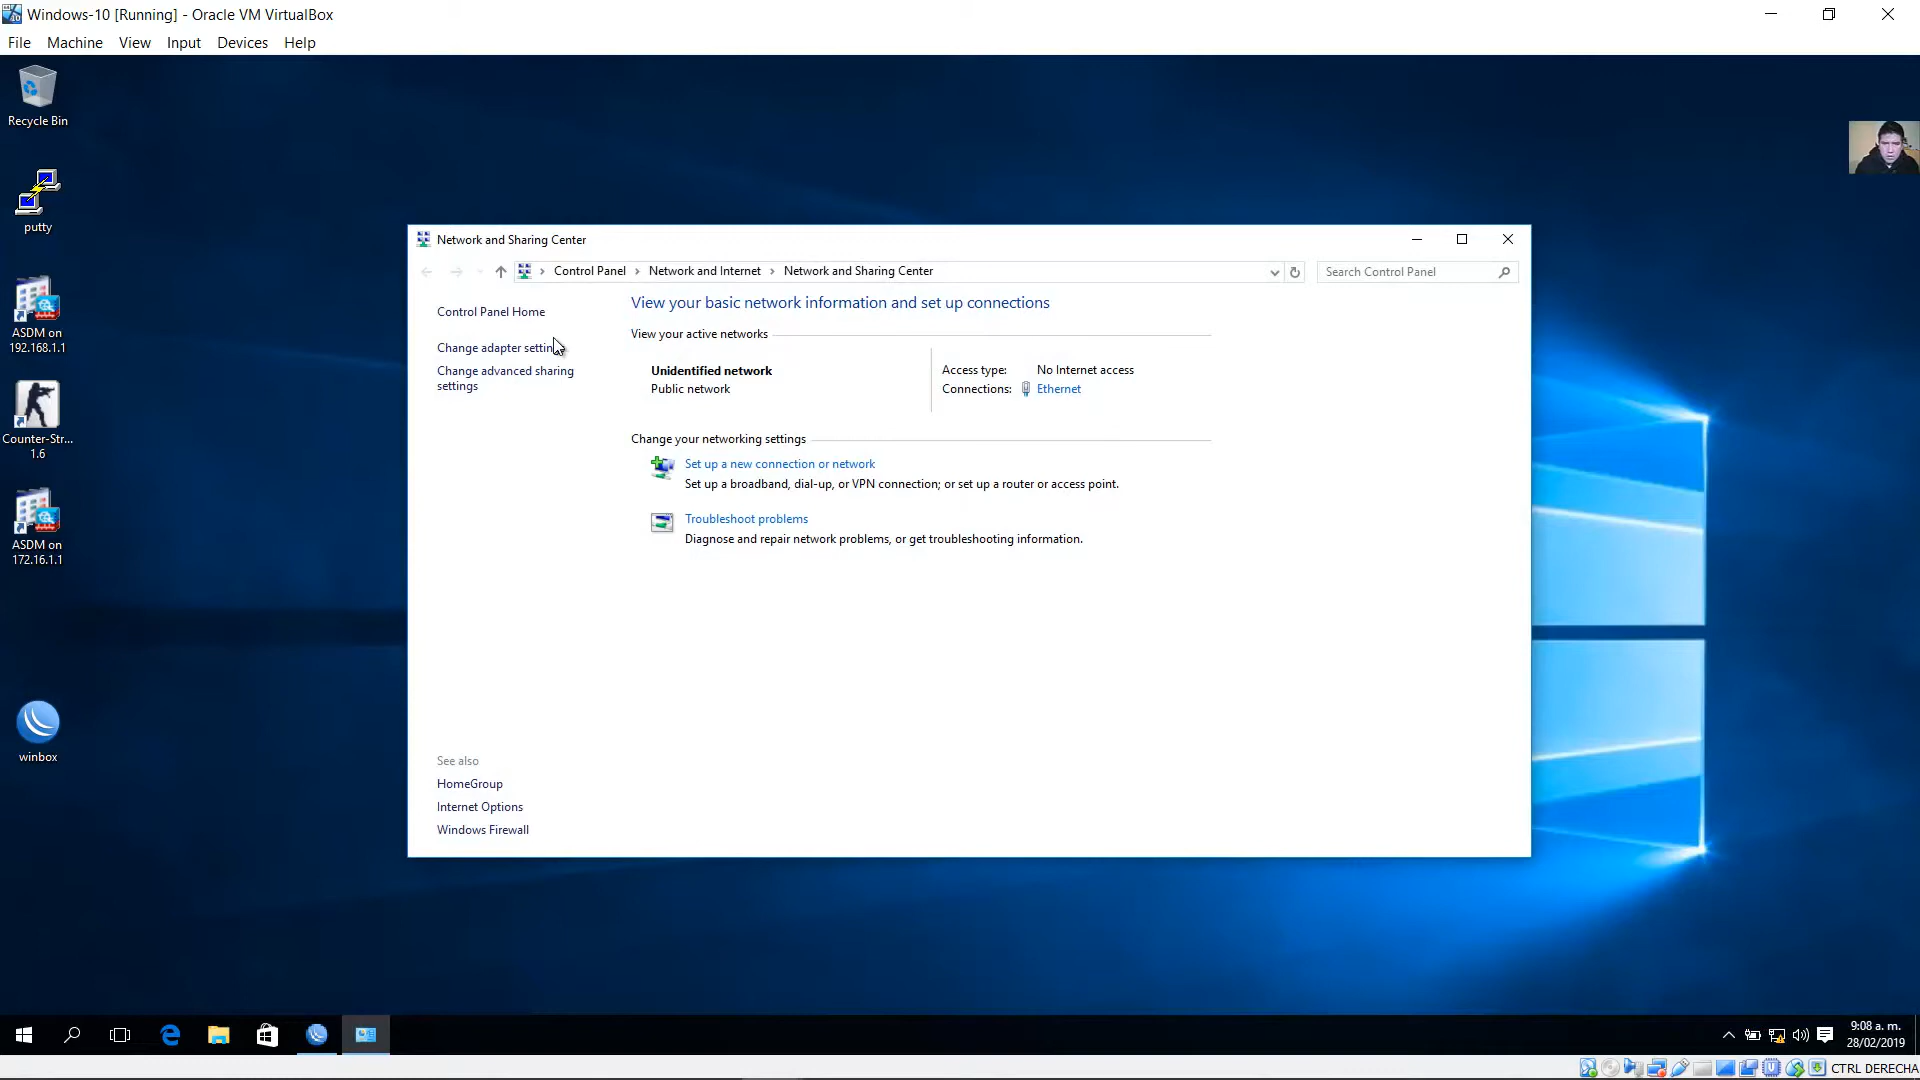 Windows-10 [Running] - Oracle VM VirtualBox
File Machine View Input Devices Help
Recycle Bin
putty
ASDM on
192.168.1.1
Counter-Str...
1.6
ASDM on
172.16.1.1
winbox
Network and Sharing Center
Control Panel Network and Internet Network and Sharing Center
Search Control Panel
Control Panel Home
Change adapter settin
Change advanced sharing
settings
View your basic network information and set up connections
View your active networks
Unidentified network
Public network
Access type: No Internet access
Connections: Ethernet
Change your networking settings
Set up a new connection or network
Set up a broadband, dial-up, or VPN connection; or set up a router or access point.
Troubleshoot problems
Diagnose and repair network problems, or get troubleshooting information.
See also
HomeGroup
Internet Options
Windows Firewall
9:08 a. m.
28/02/2019
CTRL DERECHA